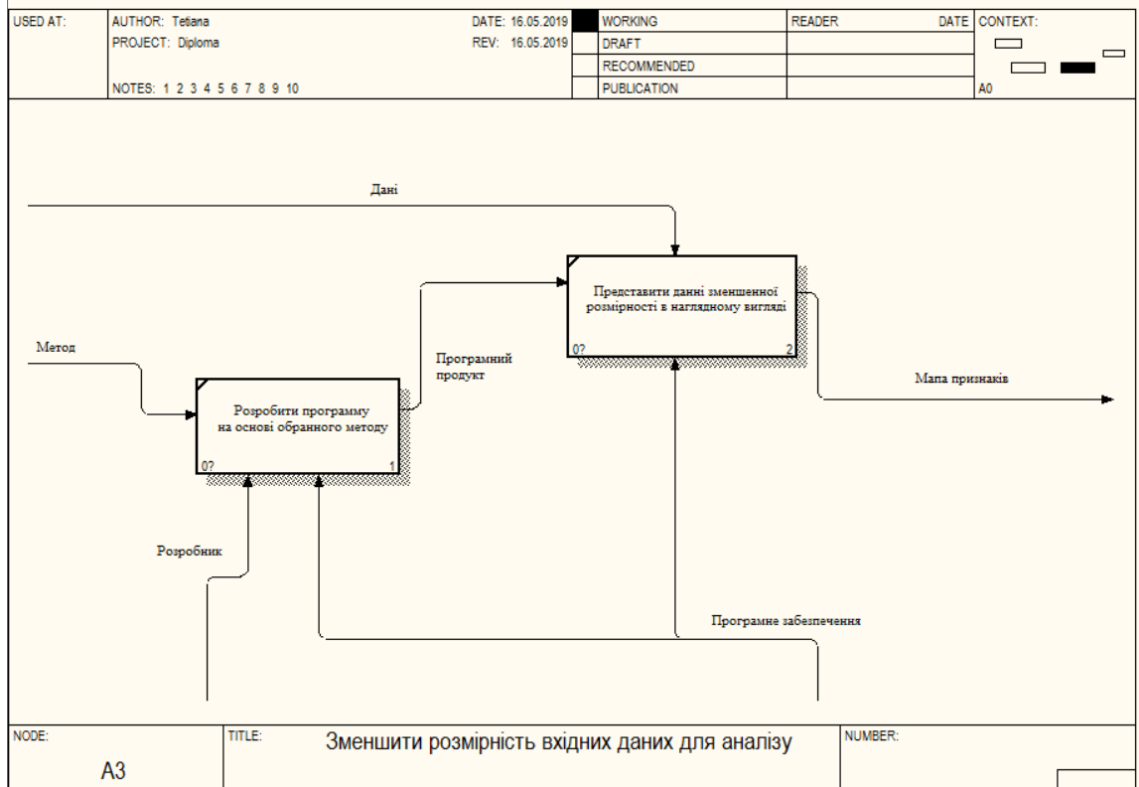 USED AT:
AUTHOR: Tetiana
DATE: 16.05.2019
WORKING
READER
DATE
CONTEXT:
PROJECT: Diploma
REV: 16.05.2019
DRAFT
RECOMMENDED
NOTES: 1 2 3 4 5 6 7 8 9 10
PUBLICATION
A0
Дані
Представити данні зменшенної
розмірності в наглядному вигляді
0?
2
Метод
Програмний
продукт
Мапа признаків
Розробити программу
на основі обранного методу
0?
1
Розробник
Програмне забезпечення
NODE:
TITLE:
Зменшити розмірність вхідних даних для аналізу
NUMBER:
A3